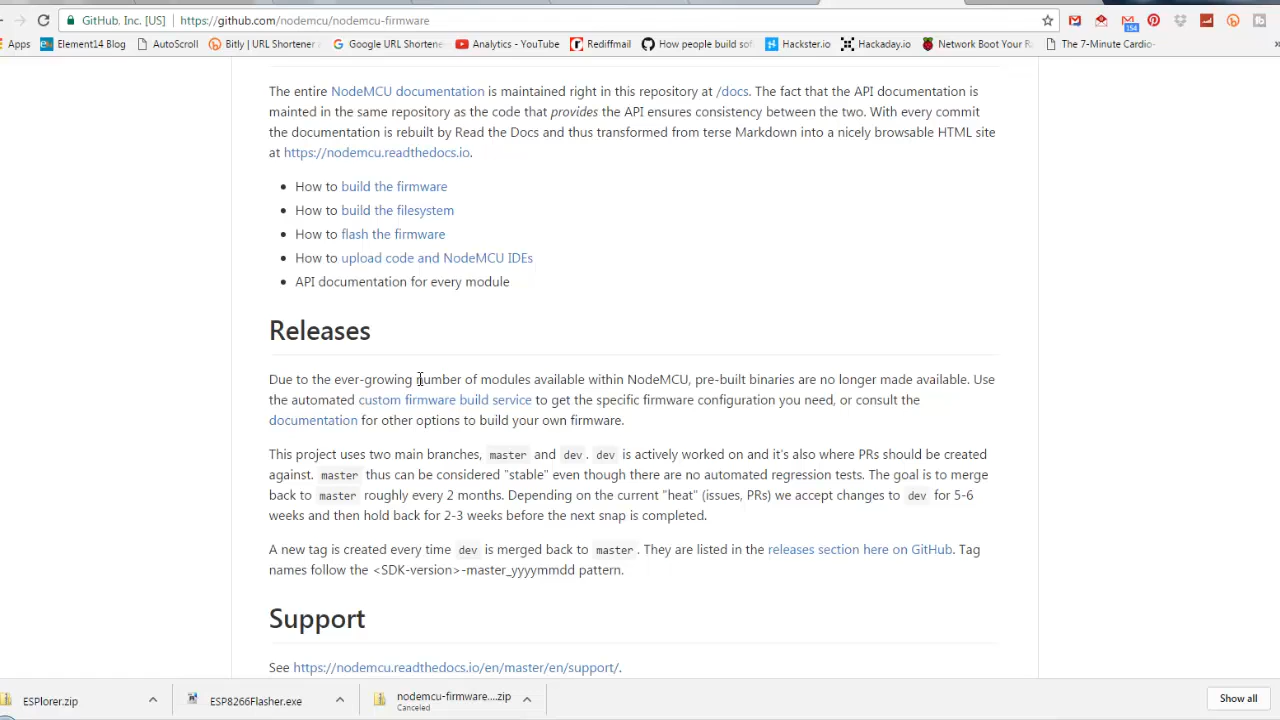 GitHub, Inc. [US] https://github.com/nodemcu/nodemcu-firmware
Apps Element14 Blog AutoScroll Bitly | URL Shortener Google URL Shortene Analytics - YouTube Rediffmail How people build sof Hackster.io Hackaday.io Network Boot Your R The 7-Minute Cardio-
154
The entire NodeMCU documentation is maintained right in this repository at /docs. The fact that the API documentation is
mainted in the same repository as the code that provides the API ensures consistency between the two. With every commit
the documentation is rebuilt by Read the Docs and thus transformed from terse Markdown into a nicely browsable HTML site
at https://nodemcu.readthedocs.io.
How to build the firmware
How to build the filesystem
How to flash the firmware
How to upload code and NodeMCU IDEs
API documentation for every module
Releases
Due to the ever-growing number of modules available within NodeMCU, pre-built binaries are no longer made available. Use
the automated custom firmware build service to get the specific firmware configuration you need, or consult the
documentation for other options to build your own firmware.
This project uses two main branches, master and dev. dev is actively worked on and it's also where PRs should be created
against. master thus can be considered "stable" even though there are no automated regression tests. The goal is to merge
back to master roughly every 2 months. Depending on the current "heat" (issues, PRs) we accept changes to dev for 5-6
weeks and then hold back for 2-3 weeks before the next snap is completed.
A new tag is created every time dev is merged back to master. They are listed in the releases section here on GitHub. Tag
names follow the <SDK-version>-master_yyyymmdd pattern.
Support
See https://nodemcu.readthedocs.io/en/master/en/support/.
ESPlorer.zip ESP8266Flasher.exe nodemcu-firmware....zip Show all
Canceled